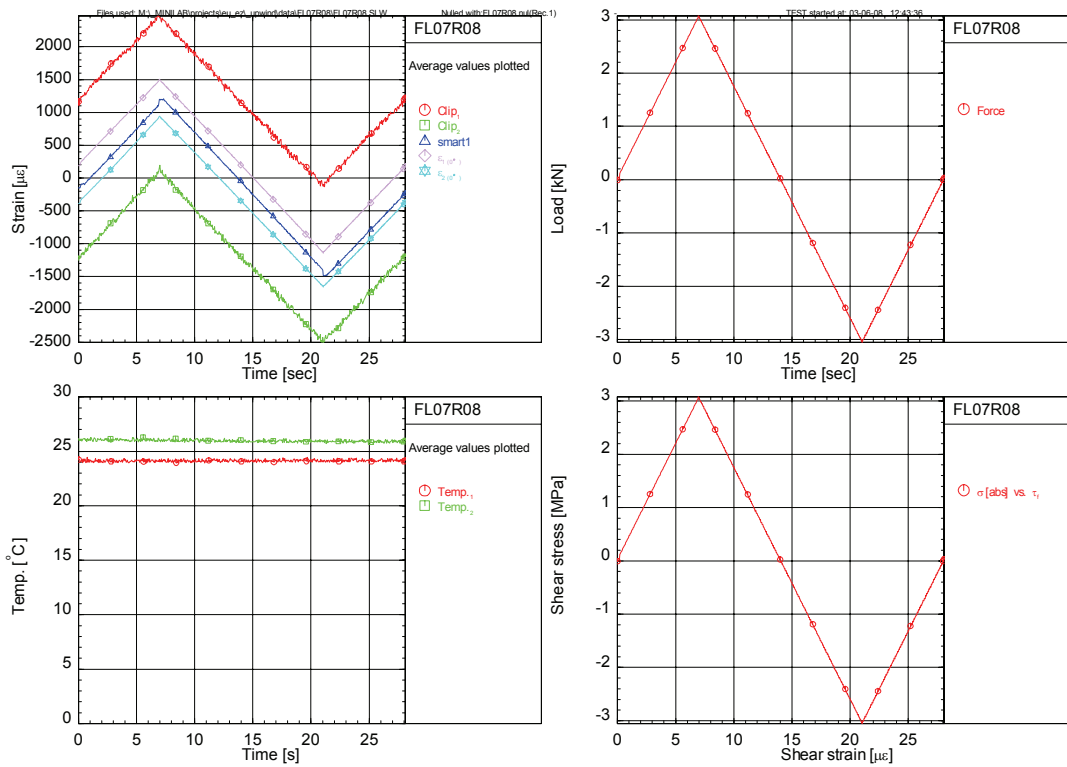 Files used: M:\_MINILAB\projects\eu_ez\_upwind\data\FL07R08\FL07R08.SLW Nulled with:FL07R08.nul(Rec.1) TEST started at: 03-06-08, 12:43:36
FL07R08
Average values plotted
Clip₁
Clip₂
smart1
2000
1500
1000
500
0
-500
-1000
-1500
-2000
-2500
Strain [µε]
0 5 10 15 20 25
Time [sec]
FL07R08
Force
3
2
1
0
-1
-2
-3
Load [kN]
0 5 10 15 20 25
Time [sec]
FL07R08
Average values plotted
Temp.₁
Temp.₂
30
25
20
15
10
5
0
Temp. [°C]
0 5 10 15 20 25
Time [s]
FL07R08
σ [abs] vs. τ
3
2
1
0
-1
-2
-3
Shear stress [MPa]
0 5 10 15 20 25
Shear strain [µε]